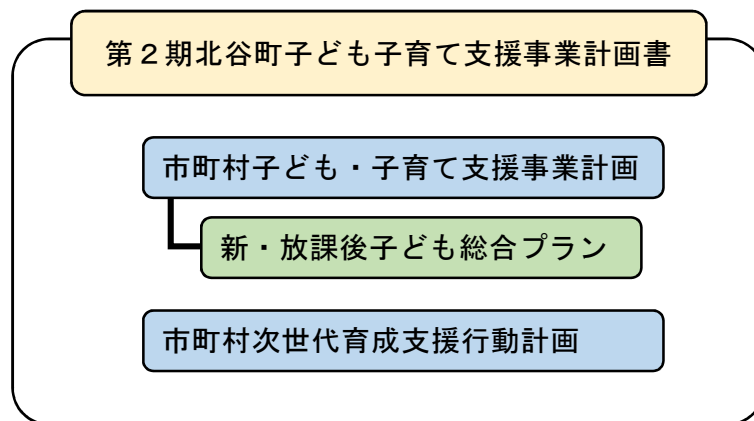 第２期北谷町子ども子育て支援事業計画書
市町村子ども・子育て支援事業計画
新・放課後子ども総合プラン
市町村次世代育成支援行動計画